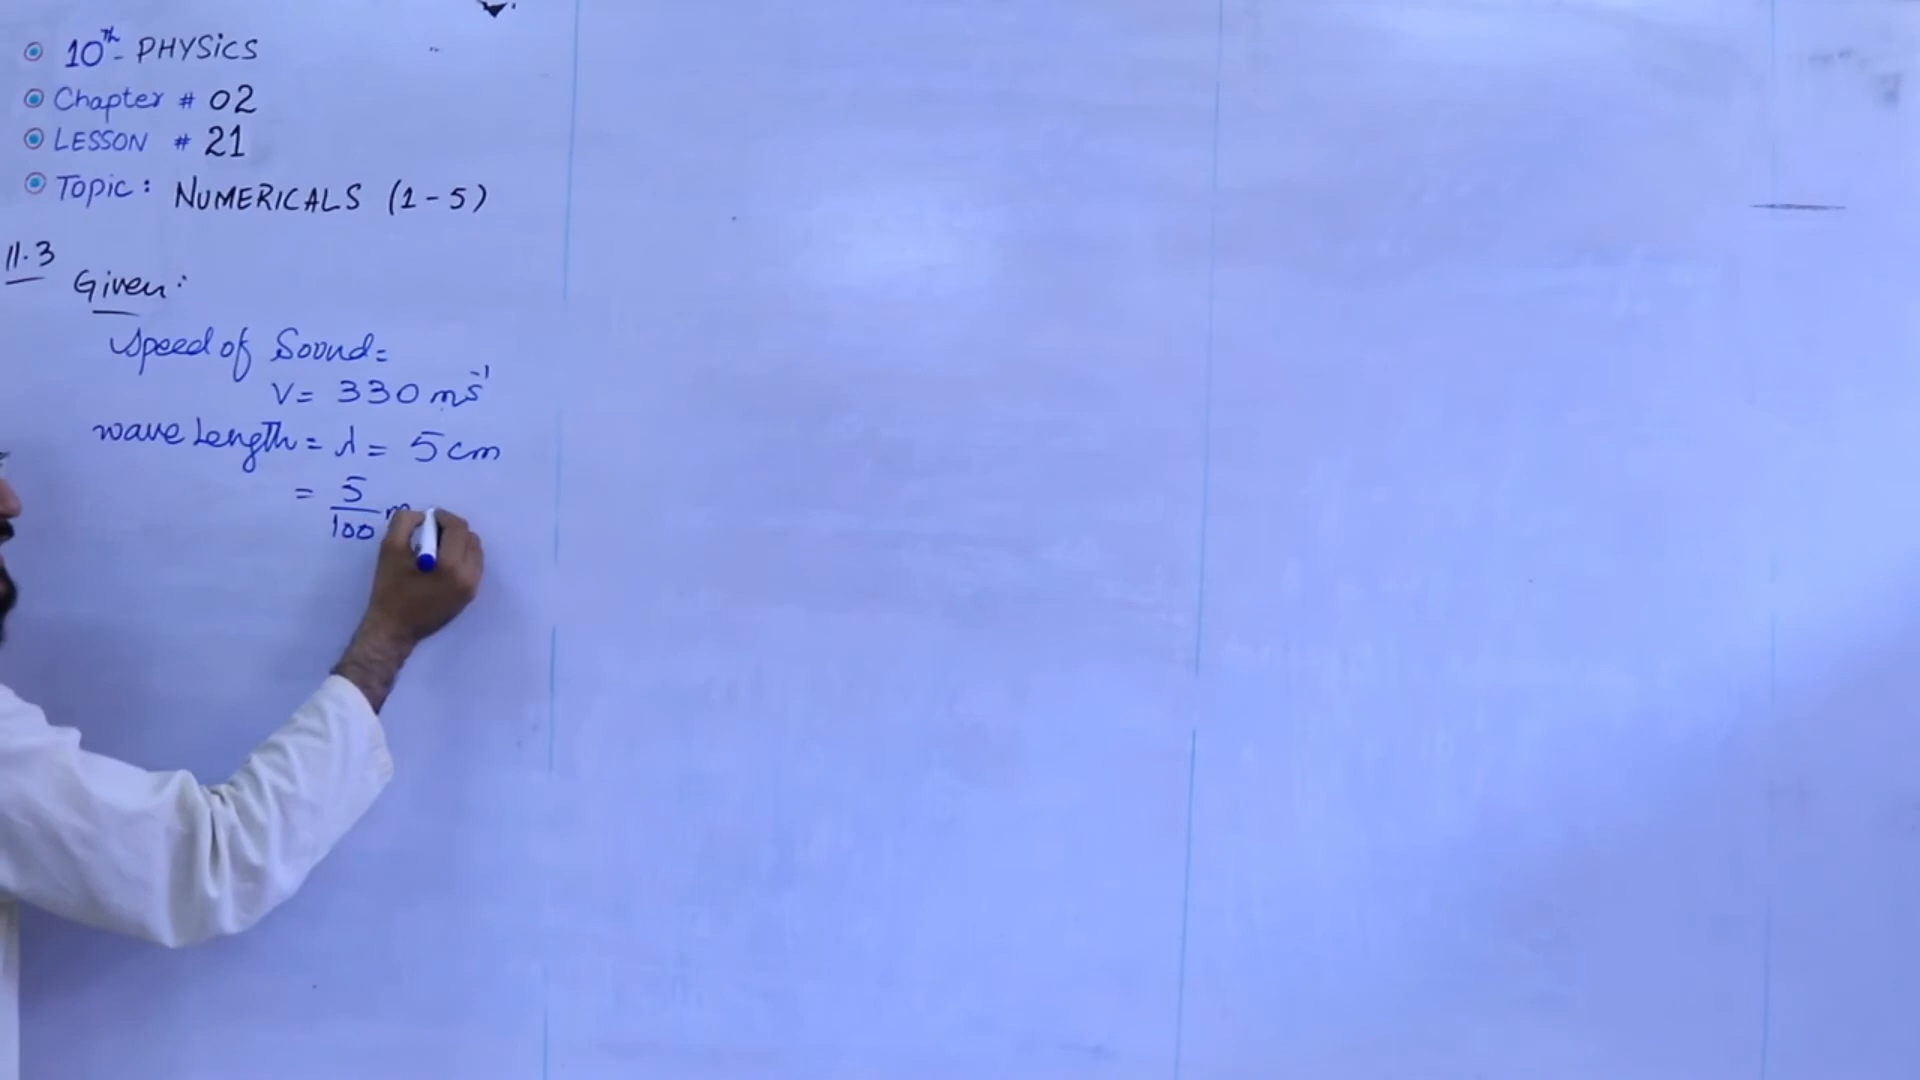 10th - PHYSiCS
Chapter # 02
LESSON # 21
Topic: NUMERICALS (1-5)
11.3
Given:
Speed of Sound=
V= 330 ms⁻¹
wave Length = λ = 5 cm
= 5/100 m